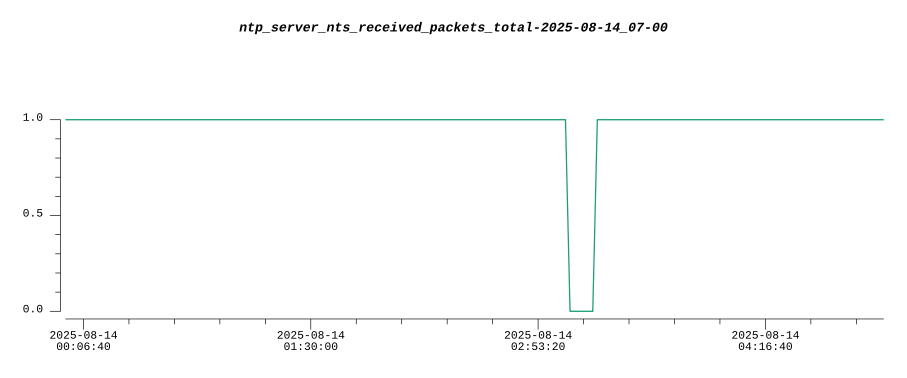 ntp_server_nts_received_packets_total-2025-08-14_07-00
1.0
0.5
0.0
2025-08-14 2025-08-14 2025-08-14 2025-08-14
00:06:40 01:30:00 02:53:20 04:16:40